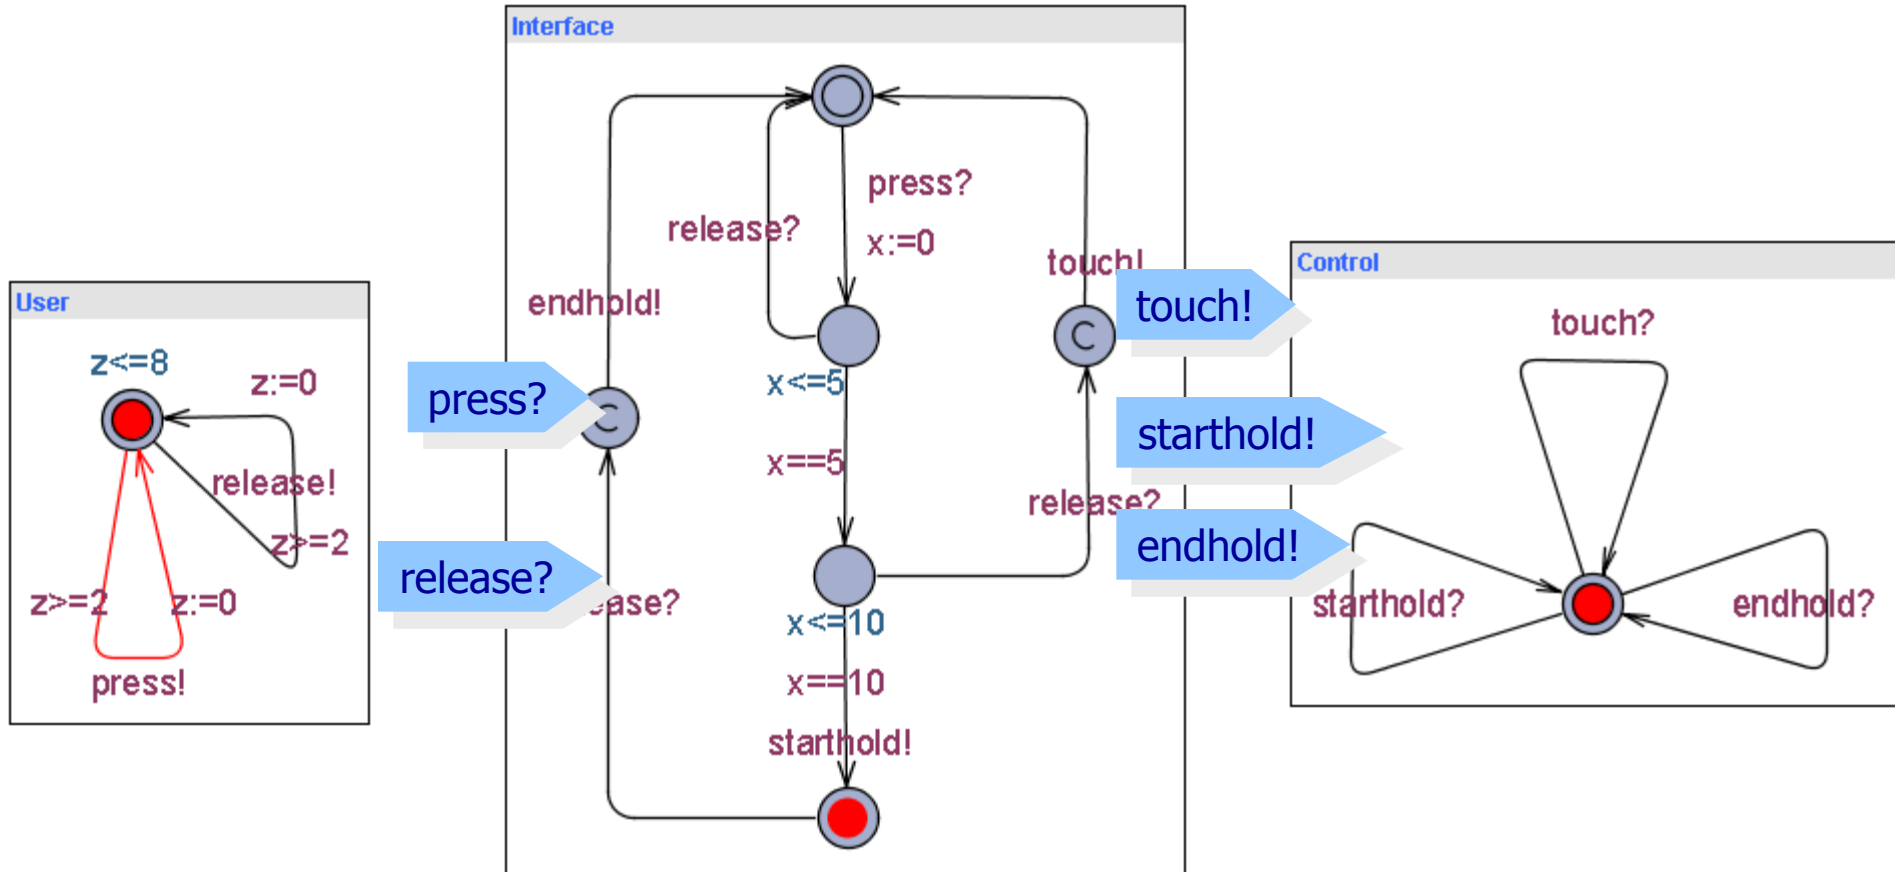 User
z<=8
z:=0
release!
z>=2
z>=2
z:=0
press!
press?
release?
Interface
press?
x:=0
release?
touch!
endhold!
C
C
x<=5
x==5
release?
ease?
x<=10
x==10
starthold!
touch!
starthold!
endhold!
Control
touch?
starthold?
endhold?